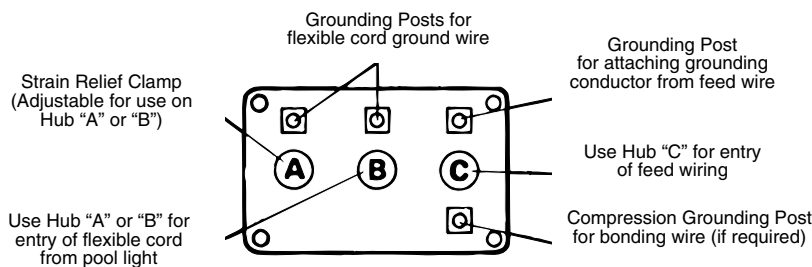 Grounding Posts for
flexible cord ground wire
Grounding Post
for attaching grounding
conductor from feed wire
Strain Relief Clamp
(Adjustable for use on
Hub “A” or “B”)
A
B
C
Use Hub “C” for entry
of feed wiring
Use Hub “A” or “B” for
entry of flexible cord
from pool light
Compression Grounding Post
for bonding wire (if required)